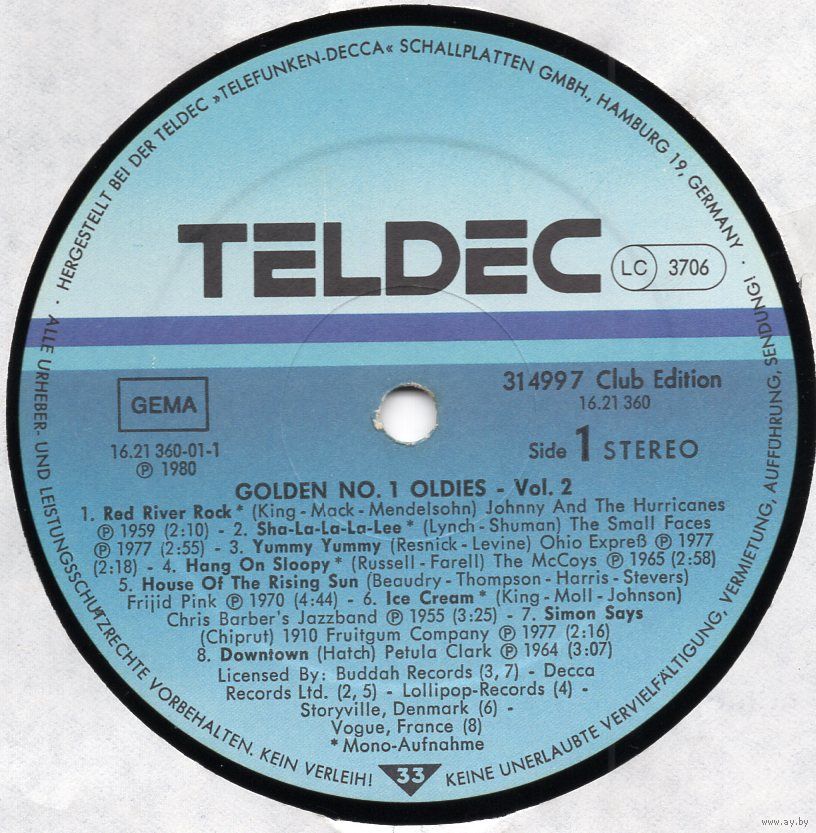 · HERGESTELLT BEI DER TELDEC »TELEFUNKEN-DECCA« SCHALLPLATTEN GMBH., HAMBURG 19, GERMANY ·
TELDEC
LC 3706
314997 Club Edition
16.21 360
GEMA
16.21 360-01-1
℗ 1980
Side 1 STEREO
GOLDEN NO. 1 OLDIES - Vol. 2
1. Red River Rock* (King - Mack - Mendelsohn) Johnny And The Hurricanes
℗ 1959 (2:10) - 2. Sha-La-La-La-Lee* (Lynch - Shuman) The Small Faces
℗ 1977 (2:55) - 3. Yummy Yummy (Resnick - Levine) Ohio Expreß ℗ 1977
(2:18) - 4. Hang On Sloopy* (Russell - Farell) The McCoys ℗ 1965 (2:58)
5. House Of The Rising Sun (Beaudry - Thompson - Harris - Stevers)
Frijid Pink ℗ 1970 (4:44) - 6. Ice Cream* (King - Moll - Johnson)
Chris Barber's Jazzband ℗ 1955 (3:25) - 7. Simon Says
(Chiprut) 1910 Fruitgum Company ℗ 1977 (2:16)
8. Downtown (Hatch) Petula Clark ℗ 1964 (3:07)
Licensed By: Buddah Records (3, 7) - Decca
Records Ltd. (2, 5) - Lollipop-Records (4) -
Storyville, Denmark (6) -
Vogue, France (8)
*Mono-Aufnahme
33
ALLE URHEBER- UND LEISTUNGSSCHUTZRECHTE VORBEHALTEN. KEIN VERLEIH! KEINE UNERLAUBTE VERVIELFÄLTIGUNG, VERMIETUNG, AUFFÜHRUNG, SENDUNG!
www.ay.by